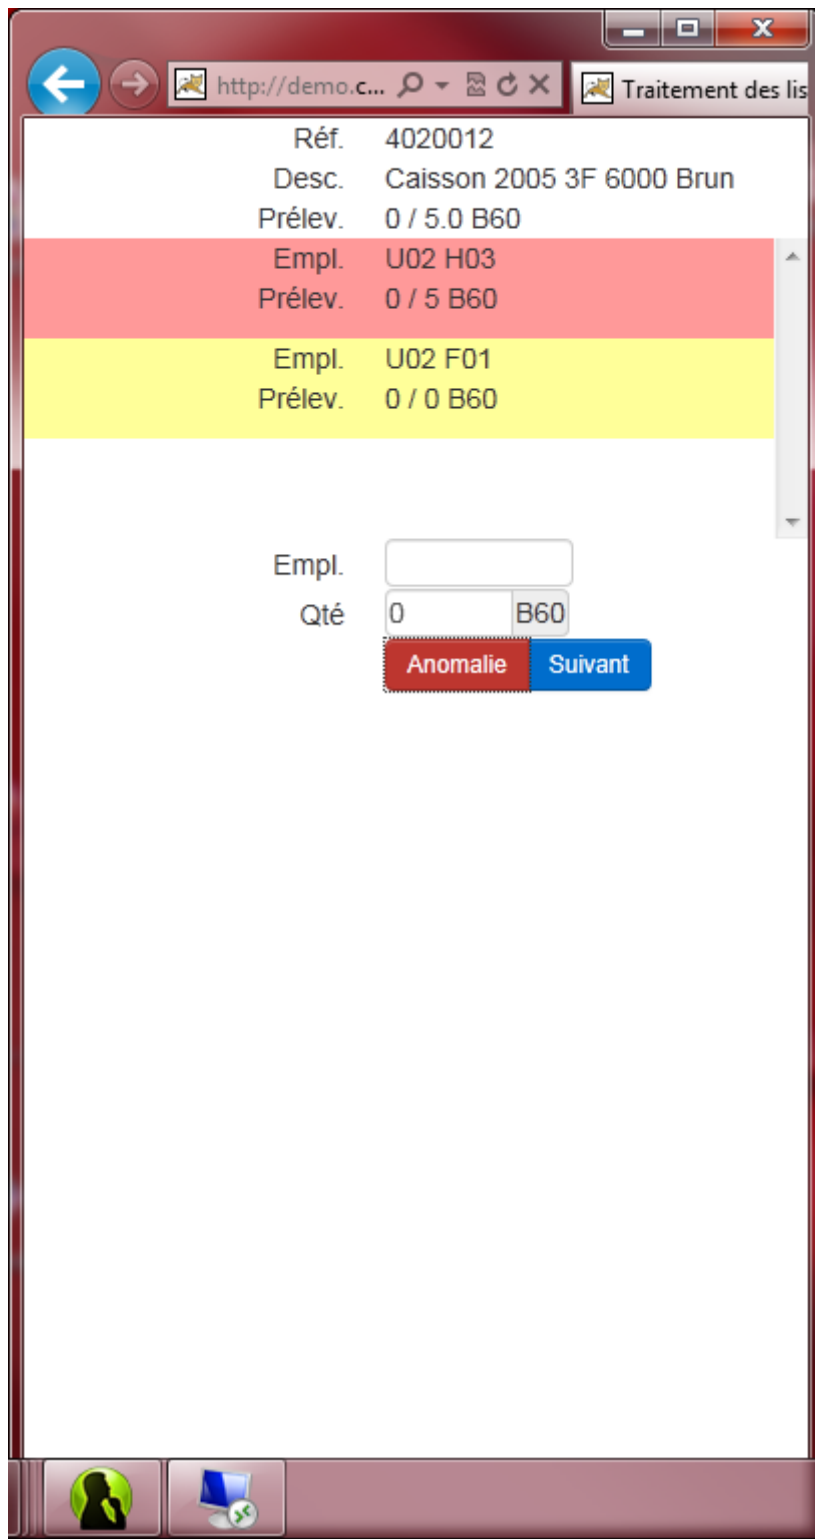 http://demo.c...
Traitement des lis
Réf. 4020012
Desc. Caisson 2005 3F 6000 Brun
Prélev. 0 / 5.0 B60
Empl. U02 H03
Prélev. 0 / 5 B60
Empl. U02 F01
Prélev. 0 / 0 B60
Empl.
Qté 0 B60
Anomalie Suivant